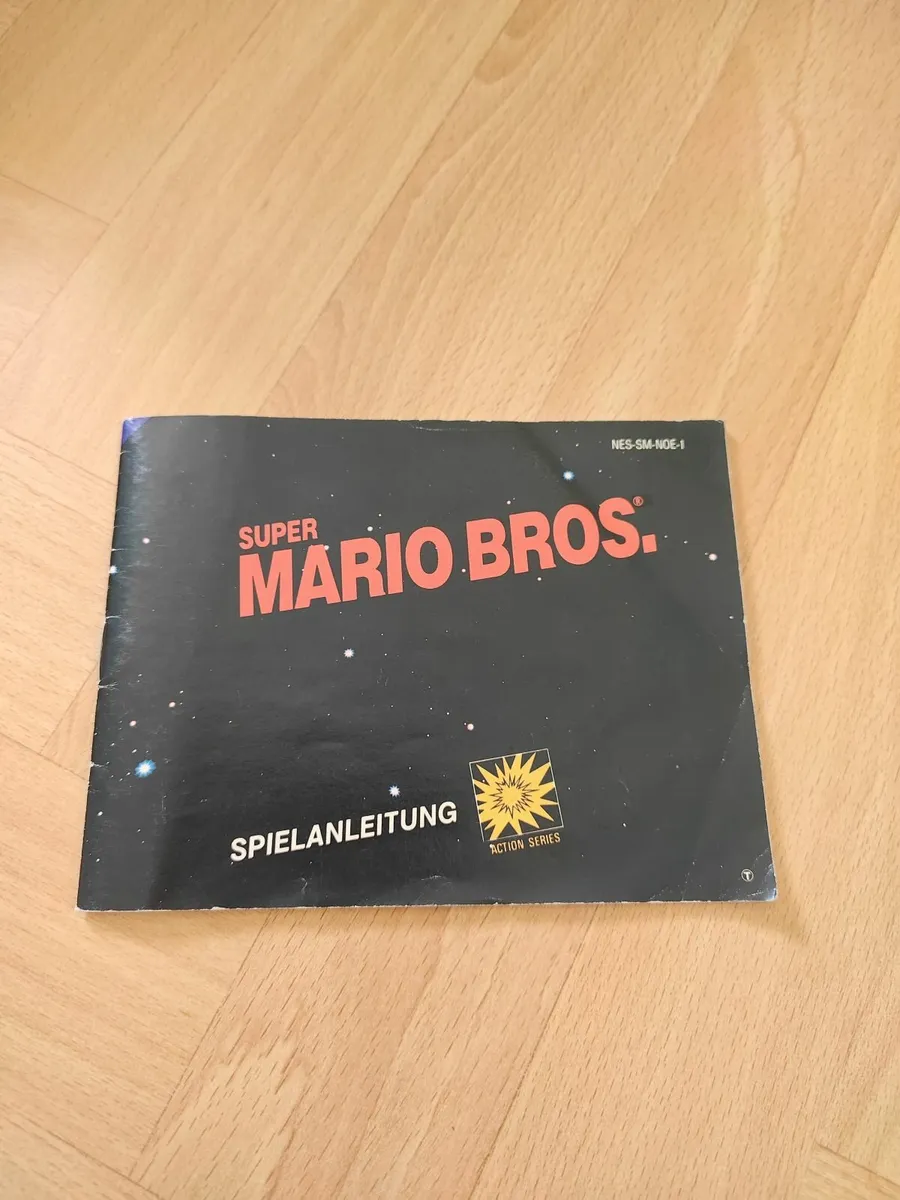 NES-SM-NOE-1
SUPER
MARIO BROS.®
SPIELANLEITUNG
ACTION SERIES
T